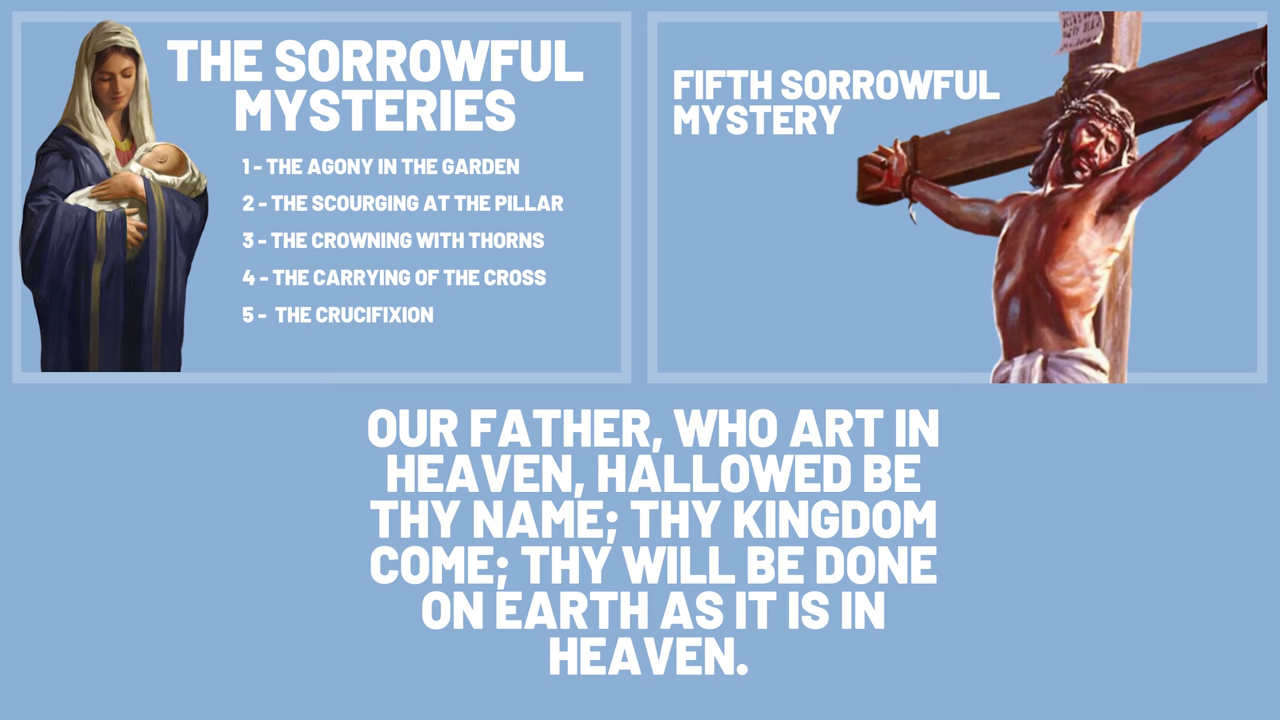 THE SORROWFUL
MYSTERIES
1 - THE AGONY IN THE GARDEN
2 - THE SCOURGING AT THE PILLAR
3 - THE CROWNING WITH THORNS
4 - THE CARRYING OF THE CROSS
5 - THE CRUCIFIXION
FIFTH SORROWFUL
MYSTERY
OUR FATHER, WHO ART IN
HEAVEN, HALLOWED BE
THY NAME; THY KINGDOM
COME; THY WILL BE DONE
ON EARTH AS IT IS IN
HEAVEN.